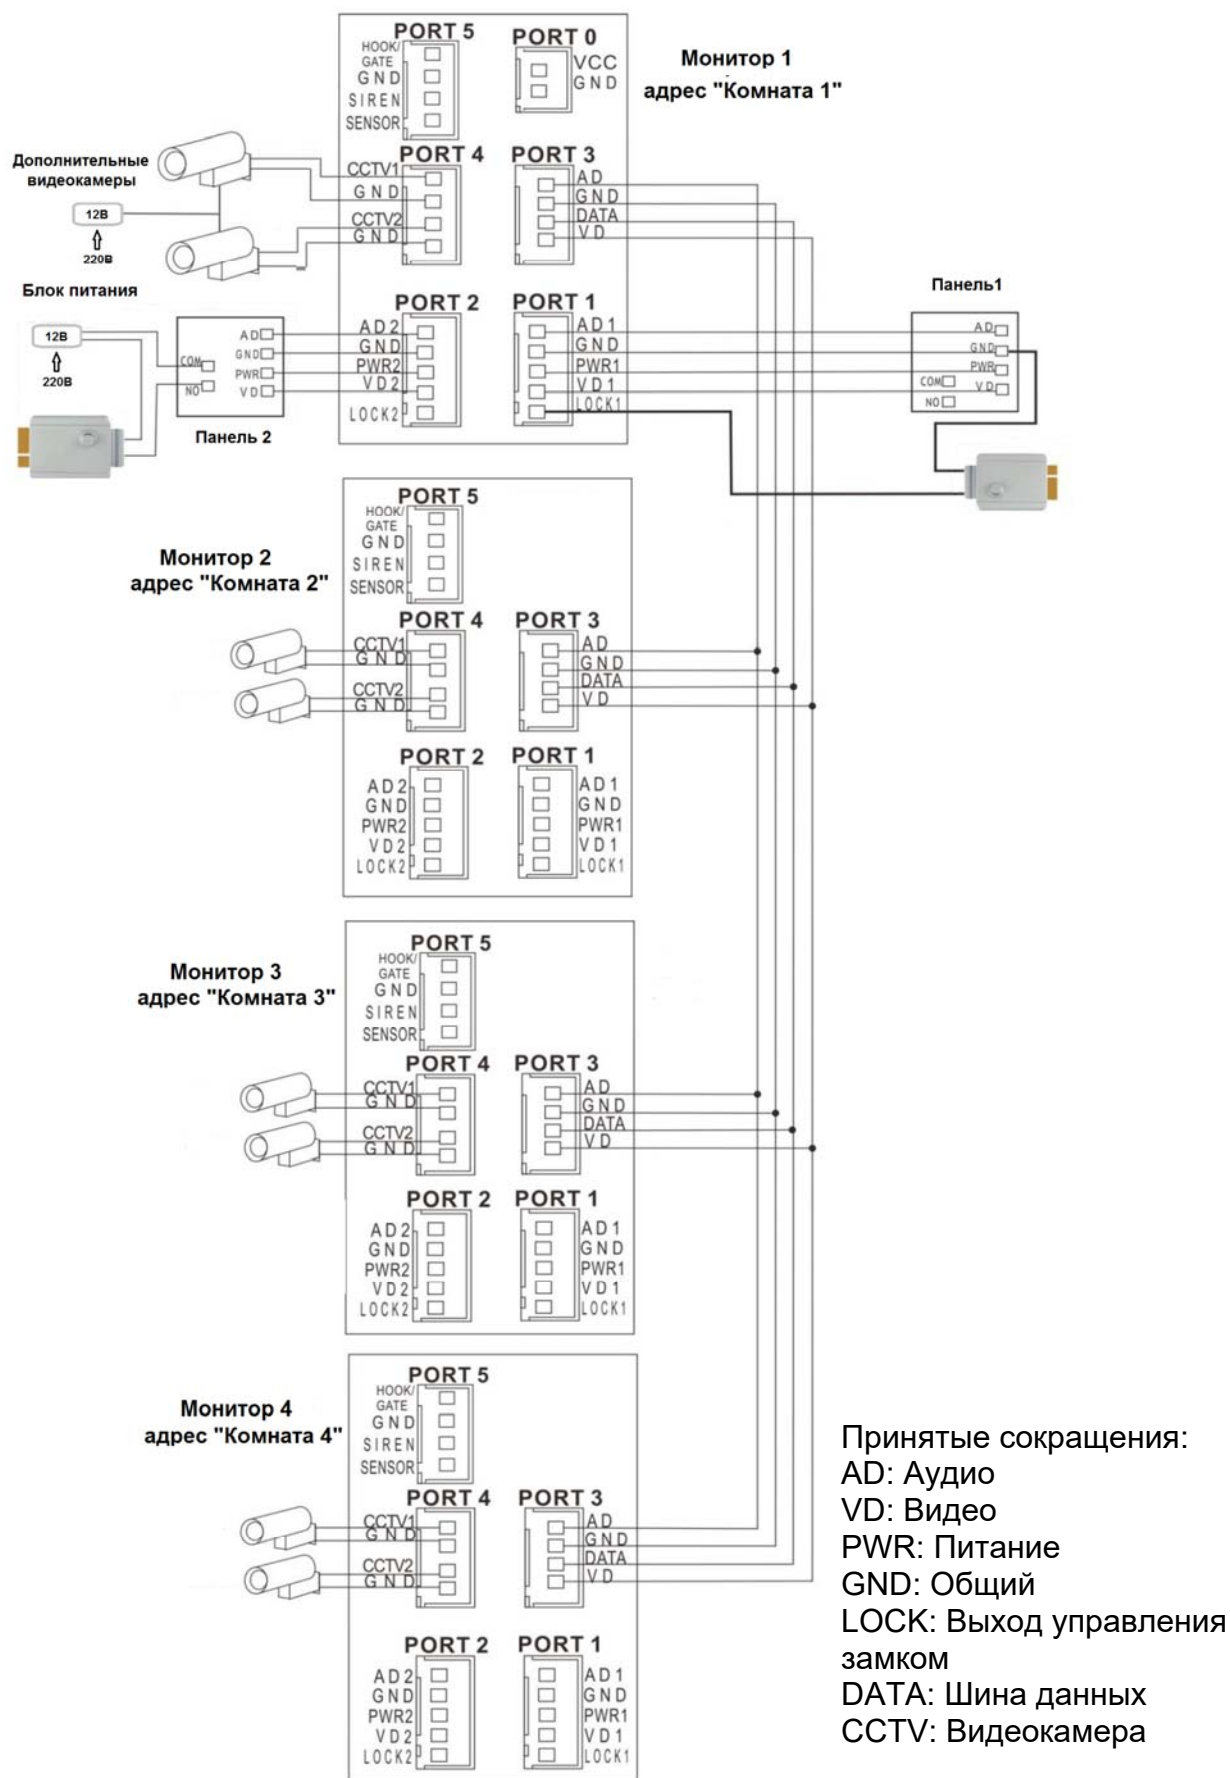 PORT 5
HOOK/
GATE
GND
SIREN
SENSOR
PORT 0
VCC
GND
Монитор 1
адрес "Комната 1"
Дополнительные
видеокамеры
12В
220В
PORT 4
CCTV1
GND
CCTV2
GND
PORT 3
AD
GND
DATA
VD
Блок питания
12В
220В
COM
NO
AD
GND
PWR
VD
Панель 2
PORT 2
AD2
GND
PWR2
VD2
LOCK2
PORT 1
AD1
GND
PWR1
VD1
LOCK1
Панель1
AD
GND
PWR
VD
COM
NO
Монитор 2
адрес "Комната 2"
PORT 5
HOOK/
GATE
GND
SIREN
SENSOR
PORT 4
CCTV1
GND
CCTV2
GND
PORT 3
AD
GND
DATA
VD
PORT 2
AD2
GND
PWR2
VD2
LOCK2
PORT 1
AD1
GND
PWR1
VD1
LOCK1
Монитор 3
адрес "Комната 3"
PORT 5
HOOK/
GATE
GND
SIREN
SENSOR
PORT 4
CCTV1
GND
CCTV2
GND
PORT 3
AD
GND
DATA
VD
PORT 2
AD2
GND
PWR2
VD2
LOCK2
PORT 1
AD1
GND
PWR1
VD1
LOCK1
Монитор 4
адрес "Комната 4"
PORT 5
HOOK/
GATE
GND
SIREN
SENSOR
PORT 4
CCTV1
GND
CCTV2
GND
PORT 3
AD
GND
DATA
VD
PORT 2
AD2
GND
PWR2
VD2
LOCK2
PORT 1
AD1
GND
PWR1
VD1
LOCK1
Принятые сокращения:
AD: Аудио
VD: Видео
PWR: Питание
GND: Общий
LOCK: Выход управления
замком
DATA: Шина данных
CCTV: Видеокамера